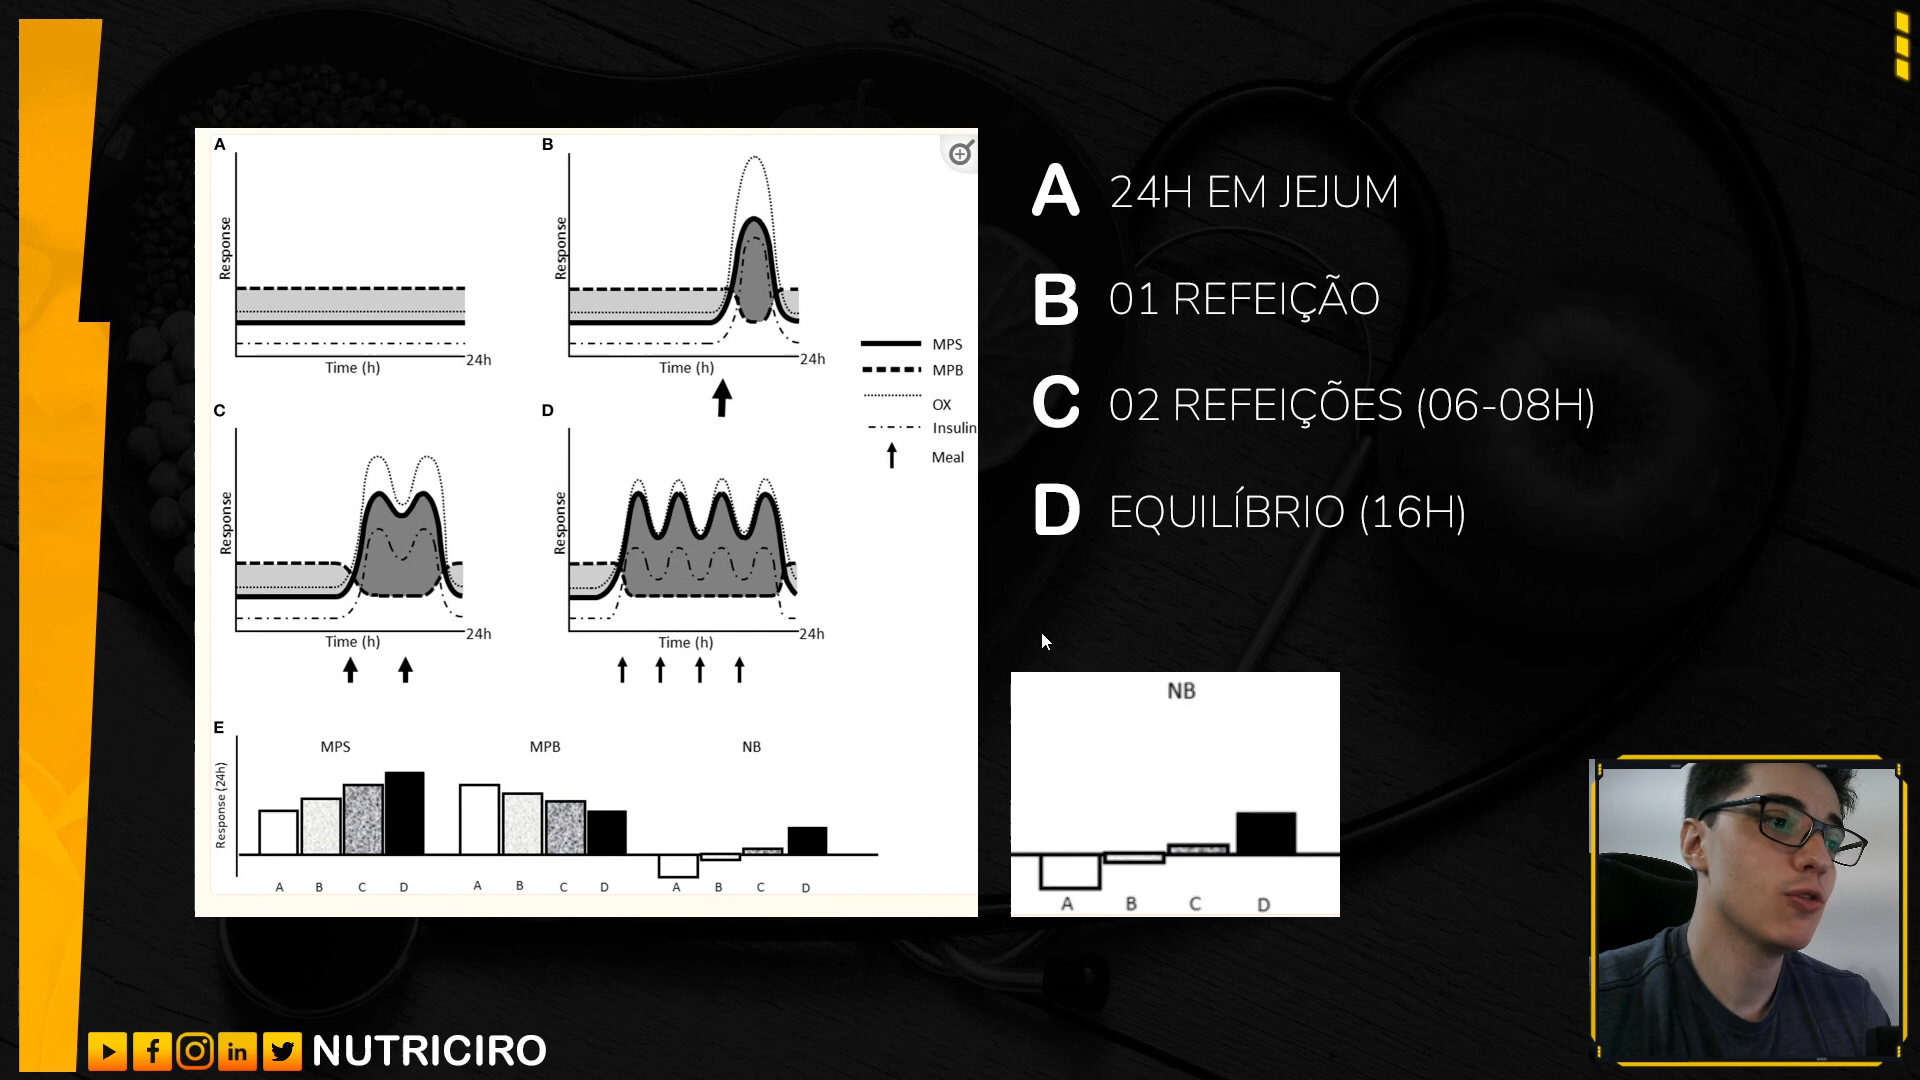 A
Response
Time (h)
24h
B
Response
Time (h)
24h
MPS
MPB
OX
Insulin
Meal
C
Response
Time (h)
24h
D
Response
Time (h)
24h
E
Response (24h)
MPS
MPB
NB
A B C D
A B C D
A B C D
A 24H EM JEJUM
B 01 REFEIÇÃO
C 02 REFEIÇÕES (06-08H)
D EQUILÍBRIO (16H)
NB
A B C D
NUTRICIRO